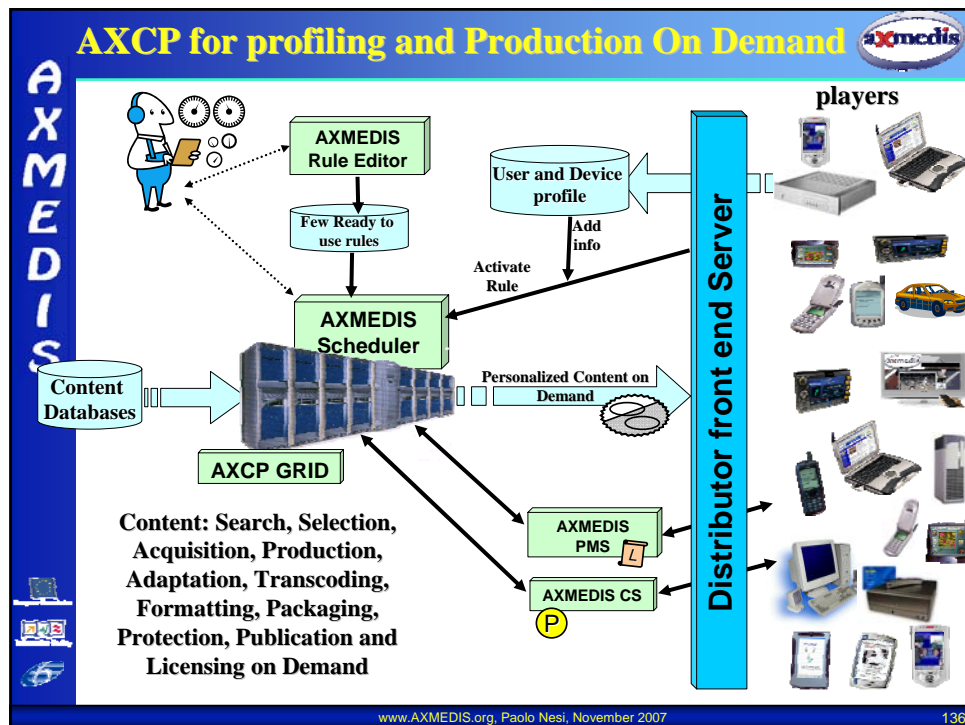 AXCP for profiling and Production On Demand
axmedis
AXMEDIS
players
AXMEDIS
Rule Editor
User and Device
profile
Few Ready to
use rules
Add
info
Activate
Rule
AXMEDIS
Scheduler
Distributor front end Server
Content
Databases
Personalized Content on
Demand
AXCP GRID
Content: Search, Selection,
Acquisition, Production,
Adaptation, Transcoding,
Formatting, Packaging,
Protection, Publication and
Licensing on Demand
AXMEDIS
PMS
L
AXMEDIS CS
P
www.AXMEDIS.org, Paolo Nesi, November 2007
136